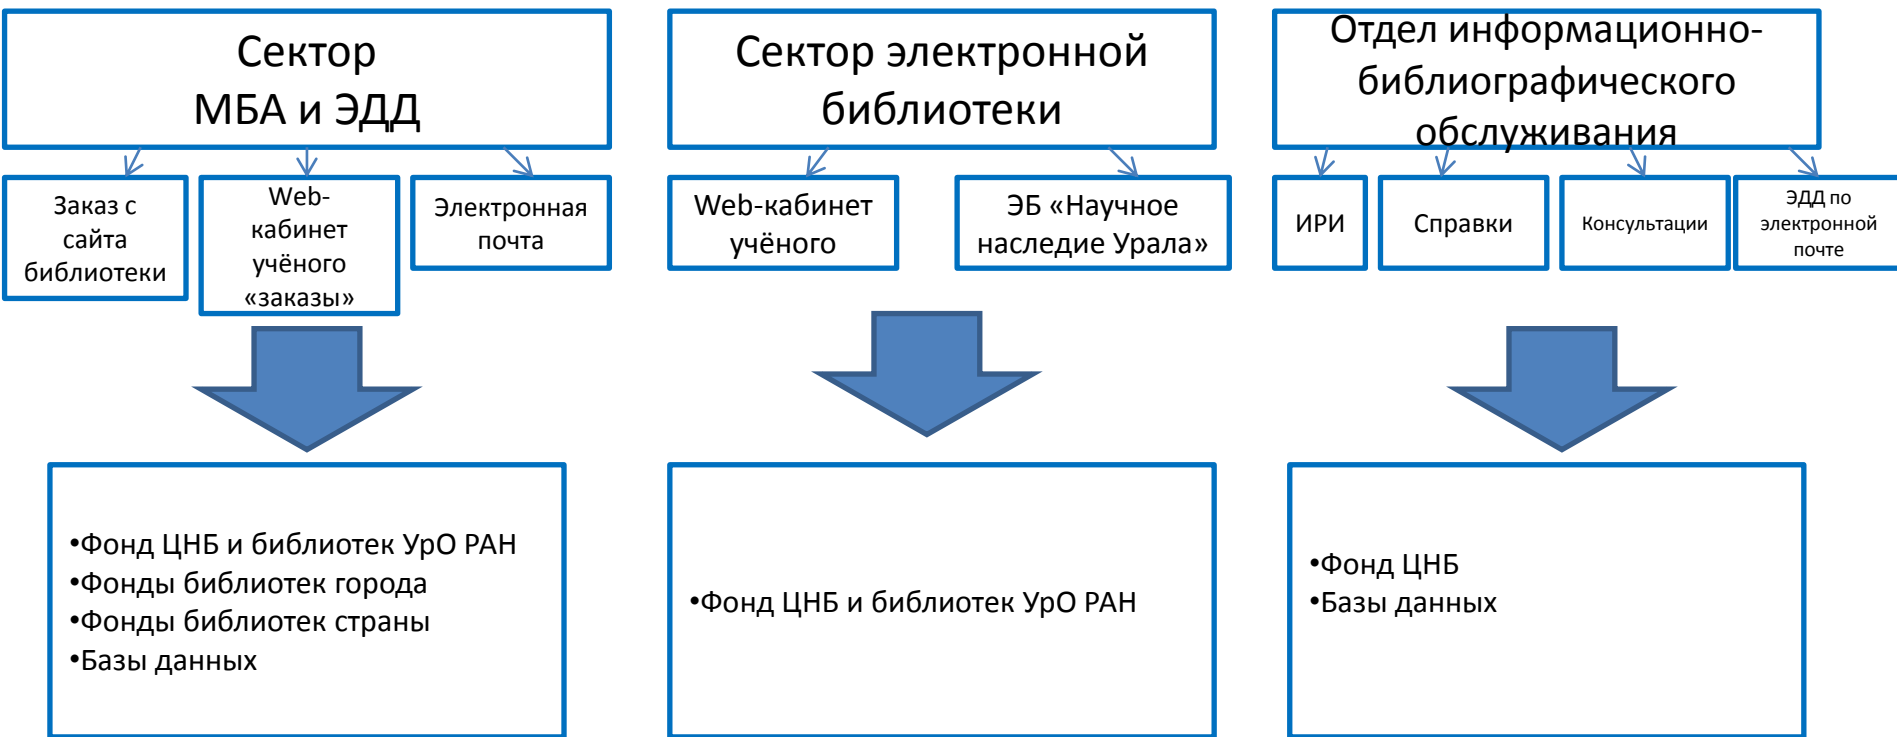 Сектор
МБА и ЭДД
Сектор электронной
библиотеки
Отдел информационно-
библиографического
обслуживания
Заказ с
сайта
библиотеки
Web-
кабинет
учёного
«заказы»
Электронная
почта
Web-кабинет
учёного
ЭБ «Научное
наследие Урала»
ИРИ
Справки
Консультации
ЭДД по
электронной
почте
•Фонд ЦНБ и библиотек УрО РАН
•Фонды библиотек города
•Фонды библиотек страны
•Базы данных
•Фонд ЦНБ и библиотек УрО РАН
•Фонд ЦНБ
•Базы данных